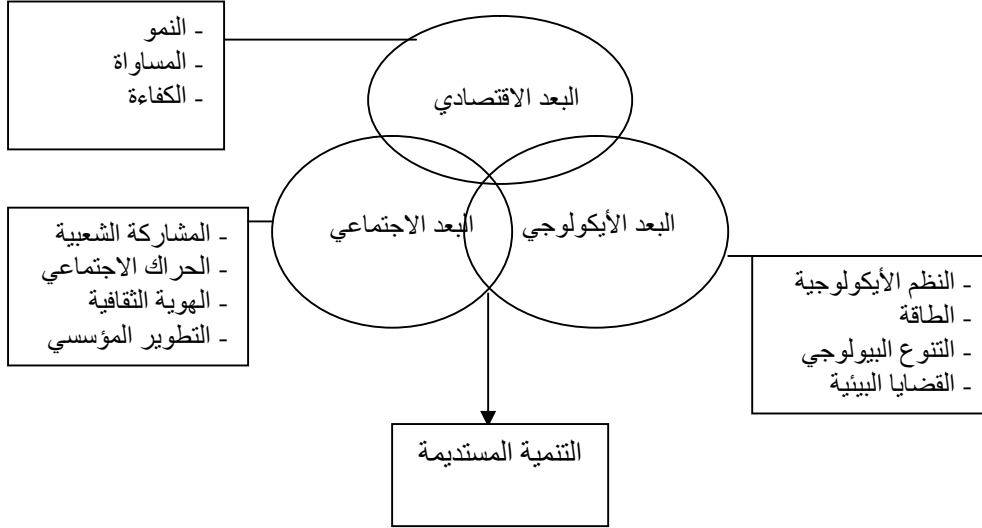 - النمو
- المساواة
- الكفاءة
البعد الاقتصادي
البعد الأيكولوجي
البعد الاجتماعي
- المشاركة الشعبية
- الحراك الاجتماعي
- الهوية الثقافية
- التطوير المؤسسي
- النظم الأيكولوجية
- الطاقة
- التنوع البيولوجي
- القضايا البيئية
التنمية المستديمة